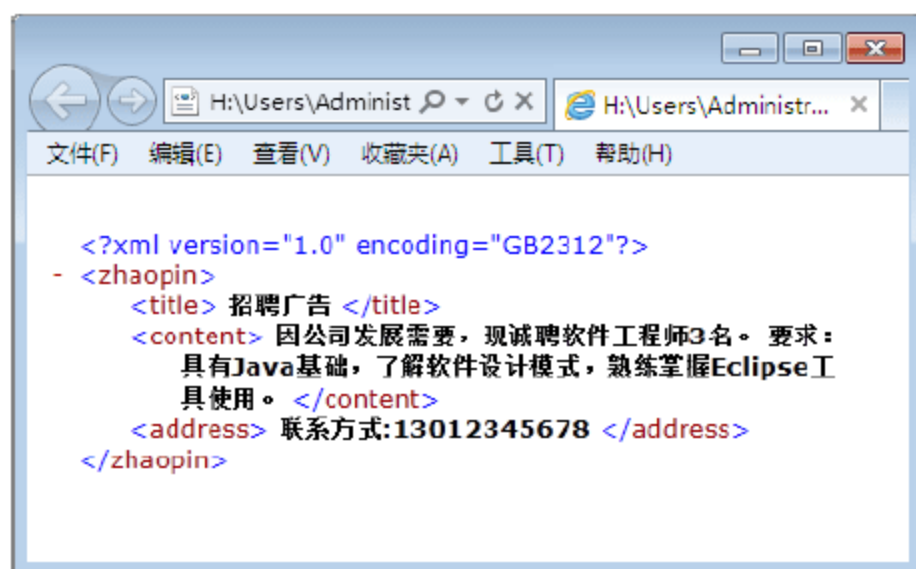 H:\Users\Administ
H:\Users\Administr...
文件(F) 编辑(E) 查看(V) 收藏夹(A) 工具(T) 帮助(H)
<?xml version="1.0" encoding="GB2312"?>
- <zhaopin>
<title> 招聘广告 </title>
<content> 因公司发展需要，现诚聘软件工程师3名。 要求：
具有Java基础，了解软件设计模式，熟练掌握Eclipse工
具使用。 </content>
<address> 联系方式:13012345678 </address>
</zhaopin>